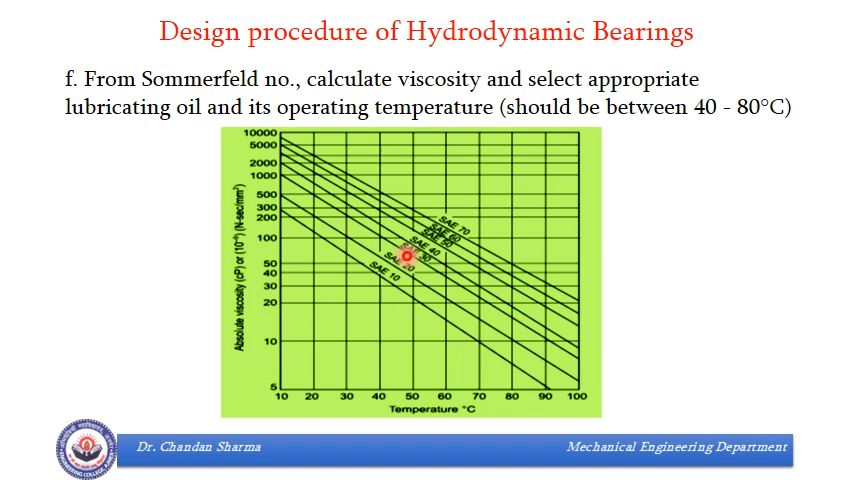 Design procedure of Hydrodynamic Bearings
f. From Sommerfeld no., calculate viscosity and select appropriate
lubricating oil and its operating temperature (should be between 40 - 80°C)
10000
5000
2000
1000
500
300
200
100
50
40
30
20
10
5
Absolute viscosity (cP) or (10⁻⁹) (N-sec/mm²)
SAE 70
SAE 60
SAE 50
SAE 40
SAE 30
SAE 20
SAE 10
10 20 30 40 50 60 70 80 90 100
Temperature °C
Dr. Chandan Sharma
Mechanical Engineering Department